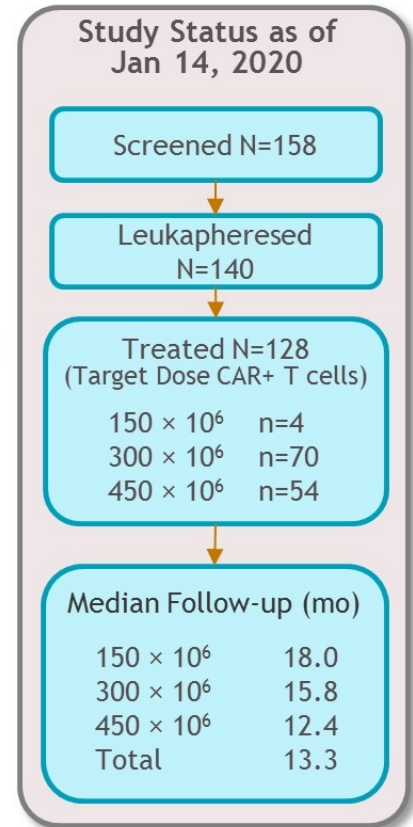 Study Status as of
Jan 14, 2020
Screened N=158
Leukapheresed
N=140
Treated N=128
(Target Dose CAR+ T cells)
150 × 10⁶ n=4
300 × 10⁶ n=70
450 × 10⁶ n=54
Median Follow-up (mo)
150 × 10⁶ 18.0
300 × 10⁶ 15.8
450 × 10⁶ 12.4
Total 13.3